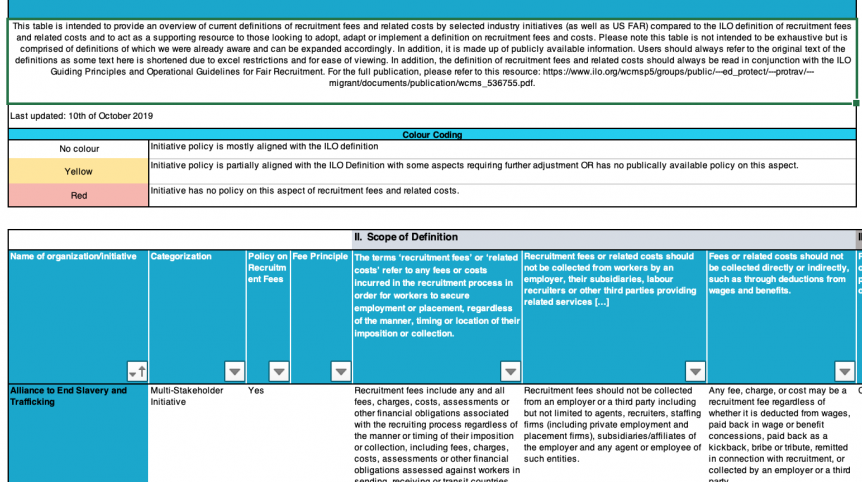 This table is intended to provide an overview of current definitions of recruitment fees and related costs by selected industry initiatives (as well as US FAR) compared to the ILO definition of recruitment fees
and related costs and to act as a supporting resource to those looking to adopt, adapt or implement a definition on recruitment fees and costs. Please note this table is not intended to be exhaustive but is
comprised of definitions of which we were already aware and can be expanded accordingly. In addition, it is made up of publicly available information. Users should always refer to the original text of the
definitions as some text here is shortened due to excel restrictions and for ease of viewing. In addition, the definition of recruitment fees and related costs should always be read in conjunction with the ILO
Guiding Principles and Operational Guidelines for Fair Recruitment. For the full publication, please refer to this resource: https://www.ilo.org/wcmsp5/groups/public/---ed_protect/---protrav/---
migrant/documents/publication/wcms_536755.pdf.
Last updated: 10th of October 2019
Colour Coding
No colour
Initiative policy is mostly aligned with the ILO definition
Yellow
Initiative policy is partially aligned with the ILO Definition with some aspects requiring further adjustment OR has no publically available policy on this aspect.
Red
Initiative has no policy on this aspect of recruitment fees and related costs.
II. Scope of Definition
Name of organization/initiative
Categorization
Policy on
Recruitm
ent Fees
Fee Principle
The terms ‘recruitment fees’ or ‘related
costs’ refer to any fees or costs
incurred in the recruitment process in
order for workers to secure
employment or placement, regardless
of the manner, timing or location of their
imposition or collection.
Recruitment fees or related costs should
not be collected from workers by an
employer, their subsidiaries, labour
recruiters or other third parties providing
related services [...]
Fees or related costs should not
be collected directly or indirectly,
such as through deductions from
wages and benefits.
Alliance to End Slavery and
Trafficking
Multi-Stakeholder
Initiative
Yes
Recruitment fees include any and all
fees, charges, costs, assessments or
other financial obligations associated
with the recruiting process regardless of
the manner or timing of their imposition
or collection, including fees, charges,
costs, assessments or other financial
obligations assessed against workers in
sending, receiving or transit countries
Recruitment fees should not be collected
from an employer or a third party including
but not limited to agents, recruiters, staffing
firms (including private employment and
placement firms), subsidiaries/affiliates of
the employer and any agent or employee of
such entities.
Any fee, charge, or cost may be a
recruitment fee regardless of
whether it is deducted from wages,
paid back in wage or benefit
concessions, paid back as a
kickback, bribe or tribute, remitted
in connection with recruitment, or
collected by an employer or a third
party